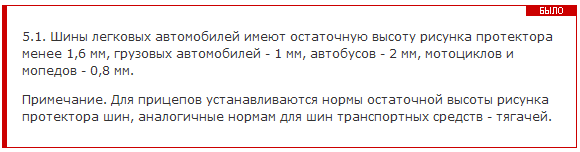 БЫЛО
5.1. Шины легковых автомобилей имеют остаточную высоту рисунка протектора
менее 1,6 мм, грузовых автомобилей - 1 мм, автобусов - 2 мм, мотоциклов и
мопедов - 0,8 мм.
Примечание. Для прицепов устанавливаются нормы остаточной высоты рисунка
протектора шин, аналогичные нормам для шин транспортных средств - тягачей.